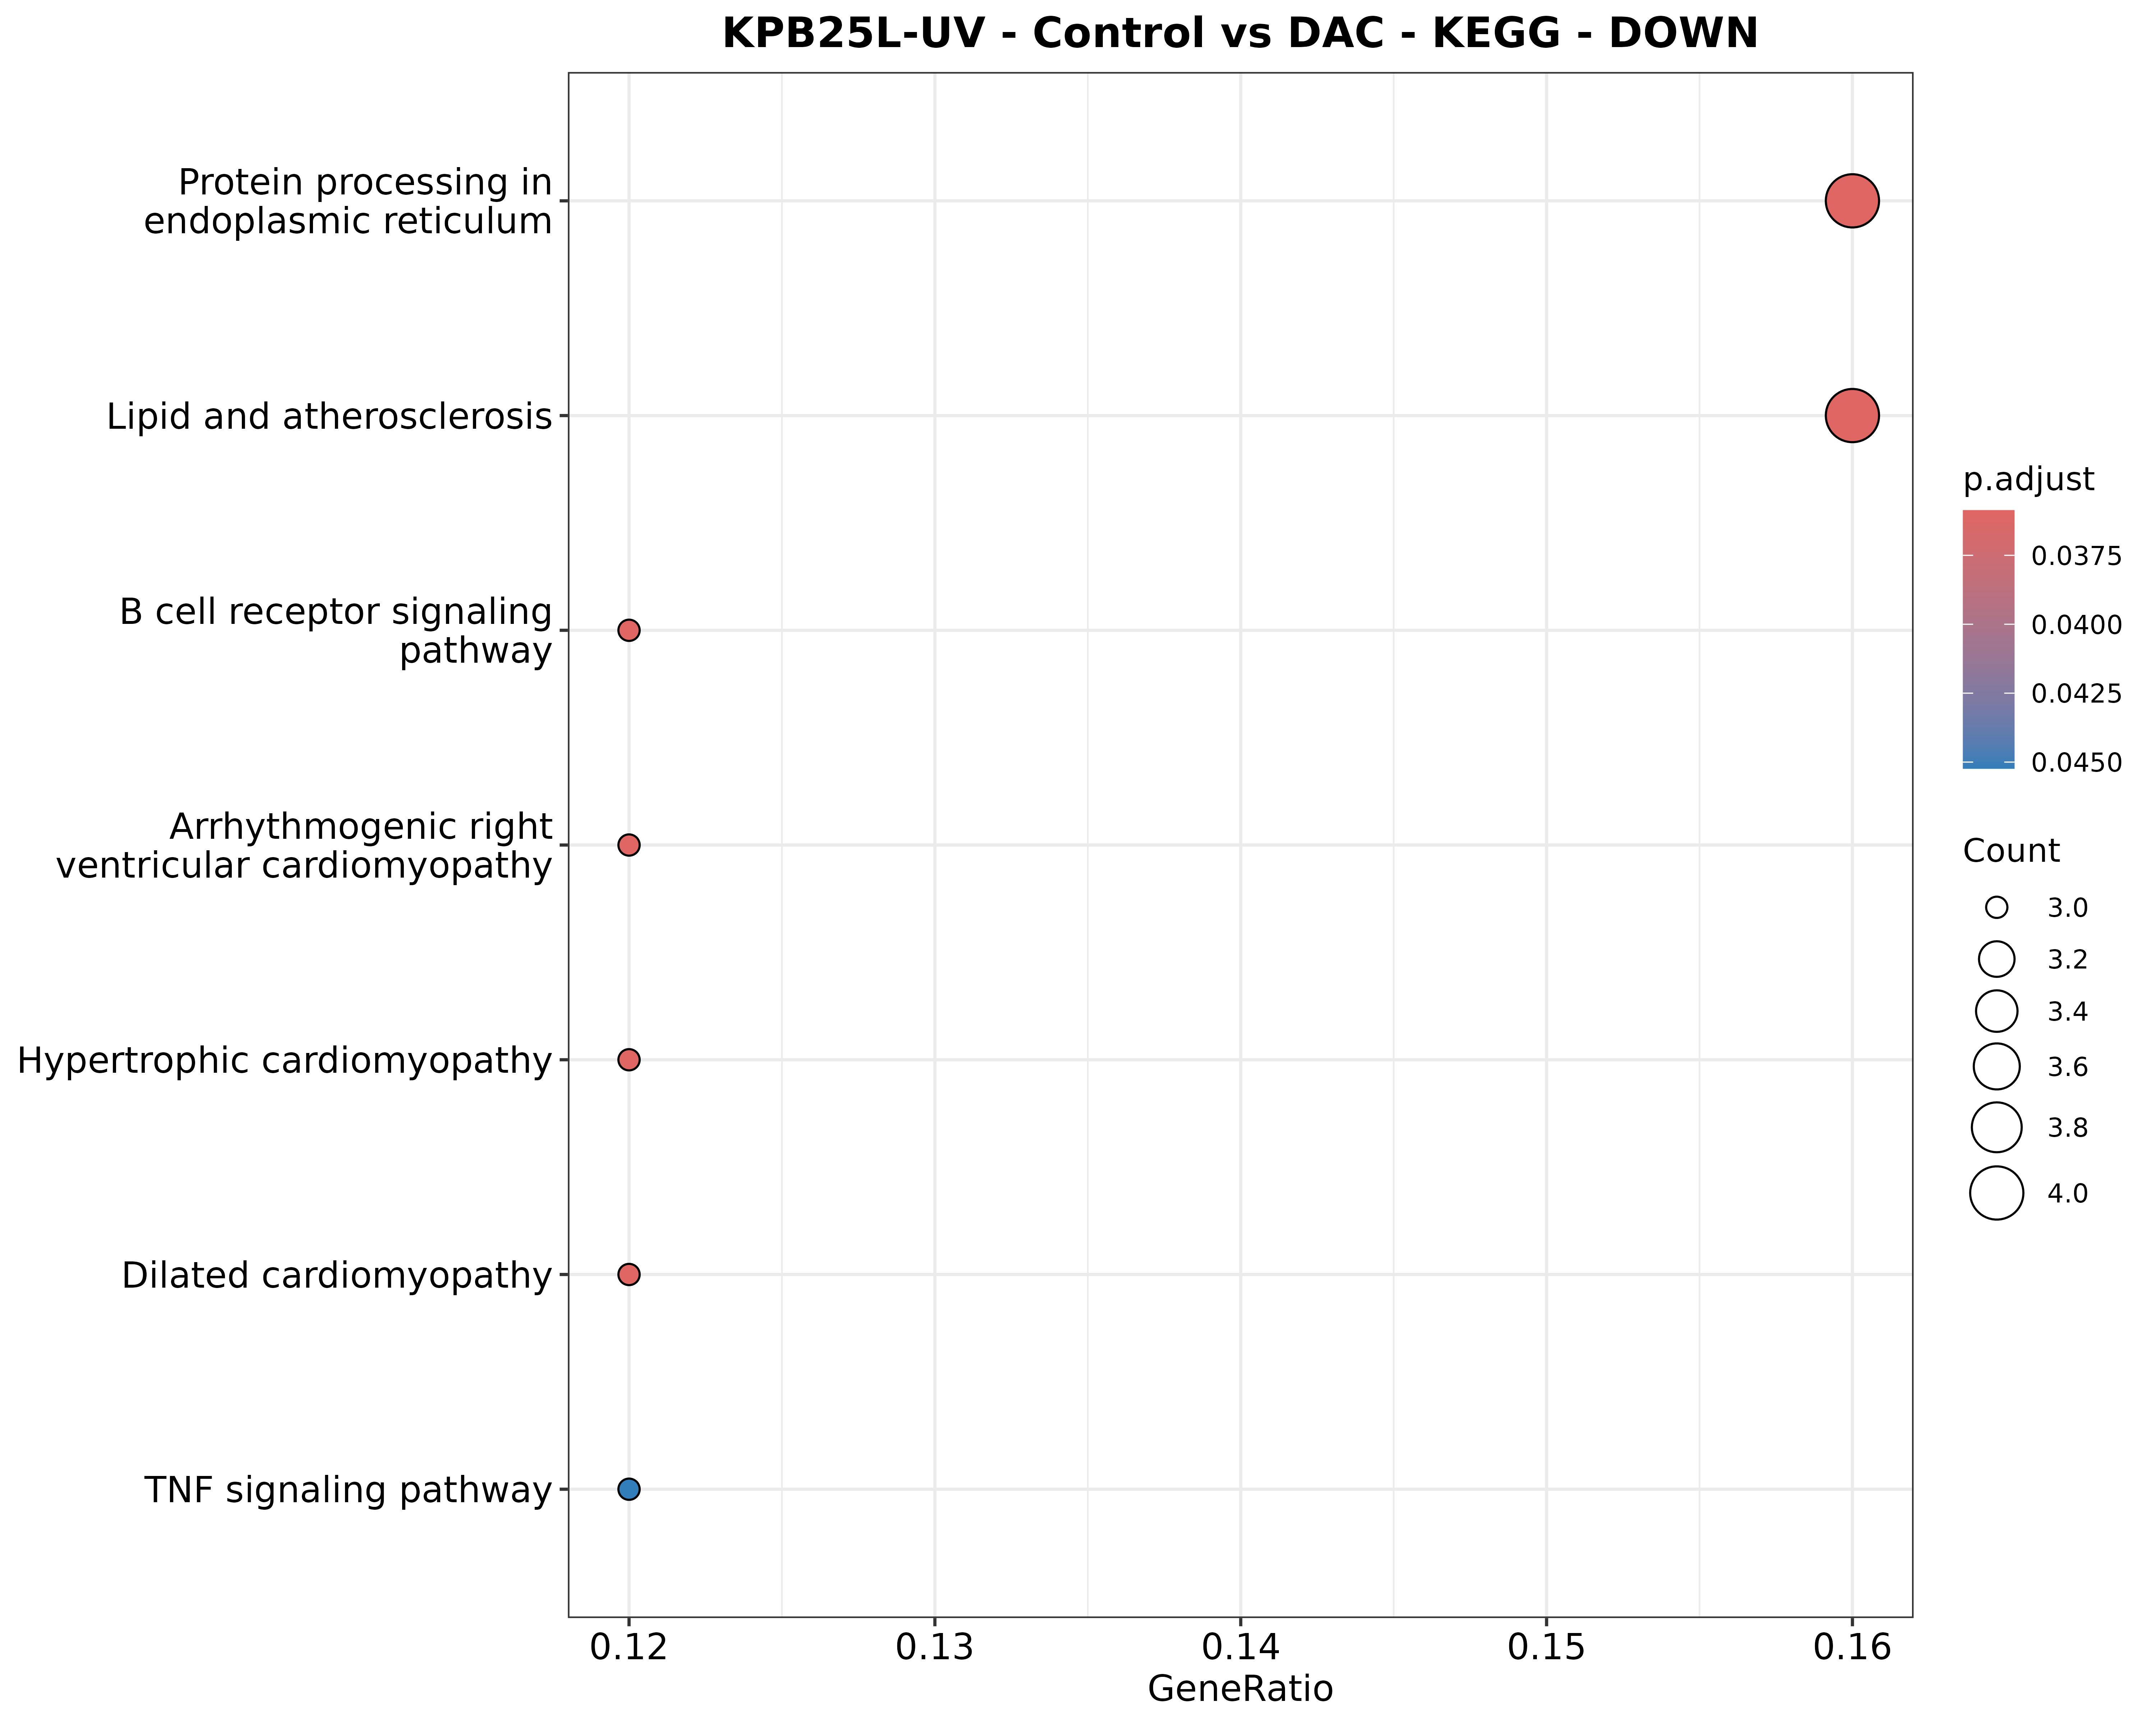 KPB25L-UV - Control vs DAC - KEGG - DOWN
Protein processing in
endoplasmic reticulum
Lipid and atherosclerosis
B cell receptor signaling
pathway
Arrhythmogenic right
ventricular cardiomyopathy
Hypertrophic cardiomyopathy
Dilated cardiomyopathy
TNF signaling pathway
0.12
0.13
0.14
0.15
0.16
GeneRatio
p.adjust
0.0375
0.0400
0.0425
0.0450
Count
3.0
3.2
3.4
3.6
3.8
4.0